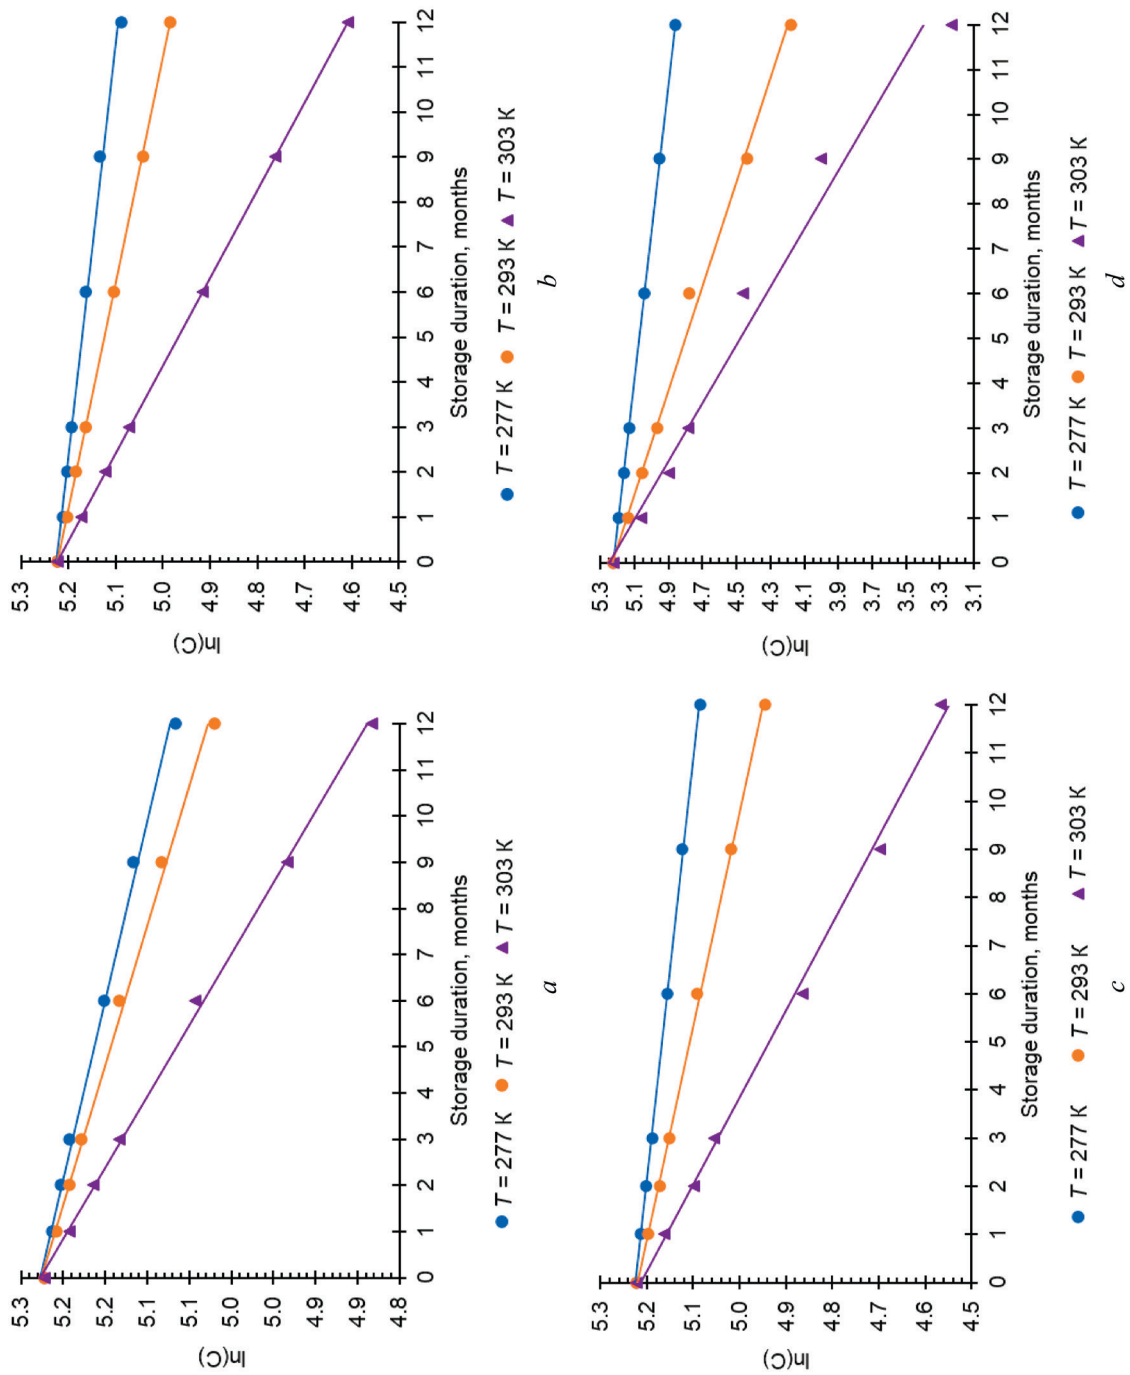 5.3
5.2
5.2
5.1
5.1
5.0
5.0
4.9
4.9
4.8
ln(C)
0 1 2 3 4 5 6 7 8 9 10 11 12
Storage duration, months
T = 277 K T = 293 K T = 303 K
a
5.3
5.2
5.1
5.0
4.9
4.8
4.7
4.6
4.5
ln(C)
0 1 2 3 4 5 6 7 8 9 10 11 12
Storage duration, months
T = 277 K T = 293 K T = 303 K
b
5.3
5.2
5.1
5.0
4.9
4.8
4.7
4.6
4.5
ln(C)
0 1 2 3 4 5 6 7 8 9 10 11 12
Storage duration, months
T = 277 K T = 293 K T = 303 K
c
5.3
5.1
4.9
4.7
4.5
4.3
4.1
3.9
3.7
3.5
3.3
3.1
ln(C)
0 1 2 3 4 5 6 7 8 9 10 11 12
Storage duration, months
T = 277 K T = 293 K T = 303 K
d